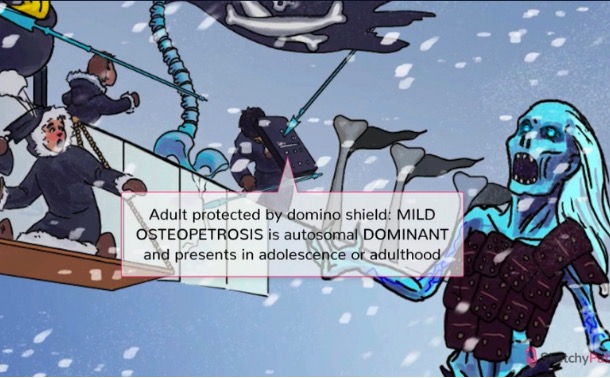 Adult protected by domino shield: MILD
OSTEOPETROSIS is autosomal DOMINANT
and presents in adolescence or adulthood